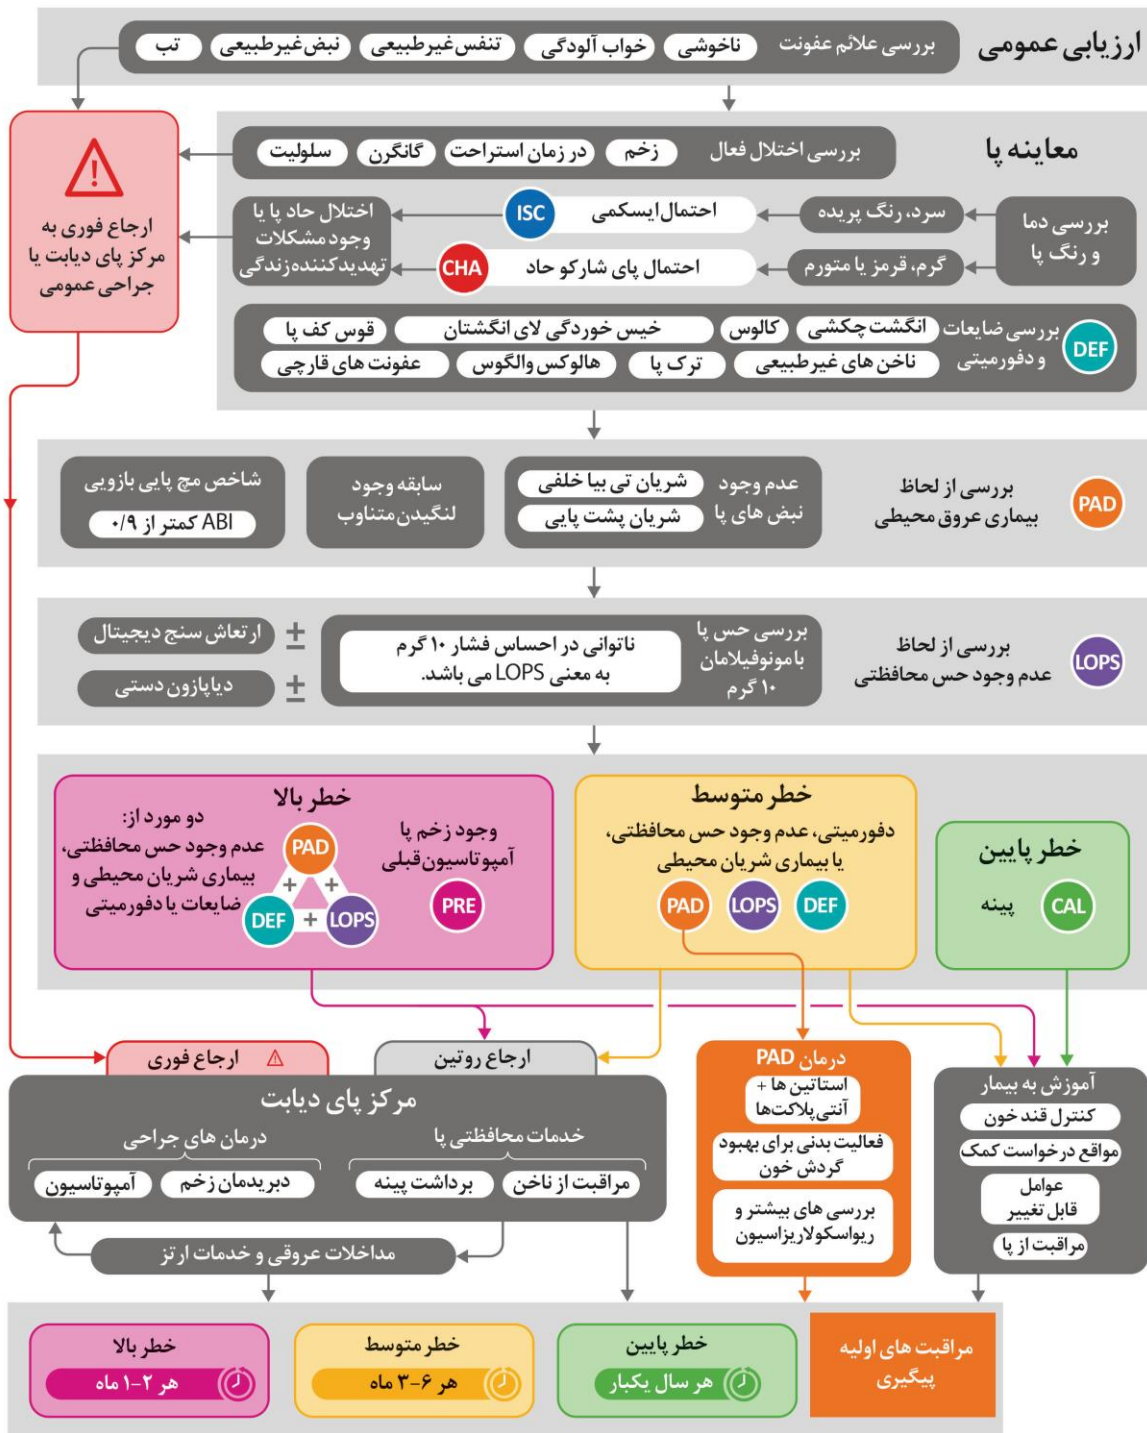 ارزیابی عمومی
بررسی علائم عفونت
ناخوشی
خواب آلودگی
تنفس غیرطبیعی
نبض غیرطبیعی
تب
ارجاع فوری به
مرکز پای دیابت یا
جراحی عمومی
معاینه پا
بررسی اختلال فعال
زخم
در زمان استراحت
گانگرن
سلولیت
بررسی دما
و رنگ پا
سرد، رنگ پریده
احتمال ایسکمی
ISC
گرم، قرمز یا متورم
احتمال پای شارکو حاد
CHA
اختلال حاد پا یا
وجود مشکلات
تهدیدکننده زندگی
DEF
بررسی ضایعات
و دفورمیتی
انگشت چکشی
کالوس
خیس خوردگی لای انگشتان
قوس کف پا
ناخن های غیرطبیعی
ترک پا
هالوکس والگوس
عفونت های قارچی
PAD
بررسی از لحاظ
بیماری عروق محیطی
عدم وجود
نبض های پا
شریان تی بیا خلفی
شریان پشت پایی
سابقه وجود
لنگیدن متناوب
شاخص مچ پایی بازویی
ABI کمتر از ۰/۹
LOPS
بررسی از لحاظ
عدم وجود حس محافظتی
بررسی حس پا
با مونوفیلامان
۱۰ گرم
ناتوانی در احساس فشار ۱۰ گرم
به معنی LOPS می باشد.
± ارتعاش سنج دیجیتال
± دیاپازون دستی
خطر پایین
CAL پینه
خطر متوسط
دفورمیتی، عدم وجود حس محافظتی،
یا بیماری شریان محیطی
DEF LOPS PAD
خطر بالا
وجود زخم پا
آمپوتاسیون قبلی
PRE
دو مورد از:
عدم وجود حس محافظتی،
بیماری شریان محیطی و
ضایعات یا دفورمیتی
PAD
+ +
DEF + LOPS
آموزش به بیمار
کنترل قند خون
مواقع درخواست کمک
عوامل
قابل تغییر
مراقبت از پا
درمان PAD
استاتین ها +
آنتی پلاکت‌ها
فعالیت بدنی برای بهبود
گردش خون
بررسی های بیشتر و
ریواسکولاریزاسیون
ارجاع روتین
ارجاع فوری
مرکز پای دیابت
خدمات محافظتی پا
مراقبت از ناخن
برداشت پینه
درمان های جراحی
دبریدمان زخم
آمپوتاسیون
مداخلات عروقی و خدمات ارتز
مراقبت های اولیه
پیگیری
خطر پایین
هر سال یکبار
خطر متوسط
هر ۶-۳ ماه
خطر بالا
هر ۲-۱ ماه